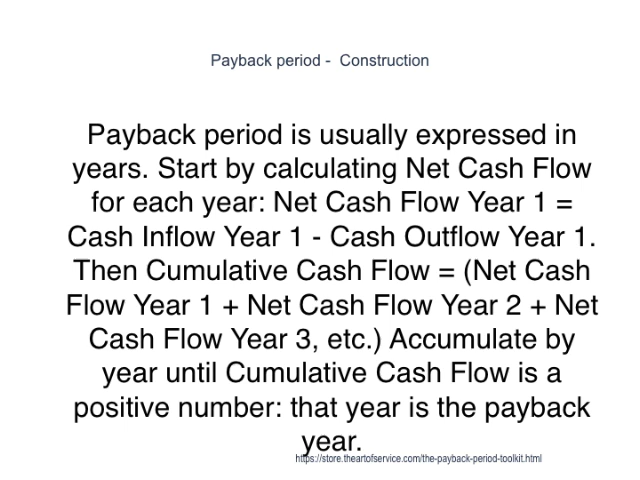 Payback period -  Construction
Payback period is usually expressed in
years. Start by calculating Net Cash Flow
for each year: Net Cash Flow Year 1 =
Cash Inflow Year 1 - Cash Outflow Year 1.
Then Cumulative Cash Flow = (Net Cash
Flow Year 1 + Net Cash Flow Year 2 + Net
Cash Flow Year 3, etc.) Accumulate by
year until Cumulative Cash Flow is a
positive number: that year is the payback
year.
https://store.theartofservice.com/the-payback-period-toolkit.html